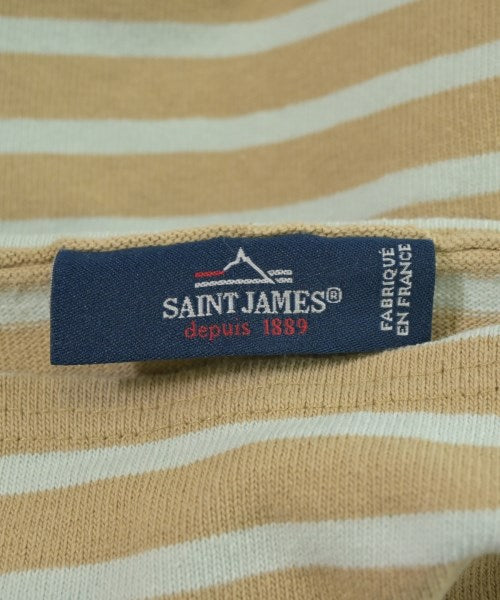 SAINT JAMES®
depuis 1889
FABRIQUÉ
EN FRANCE